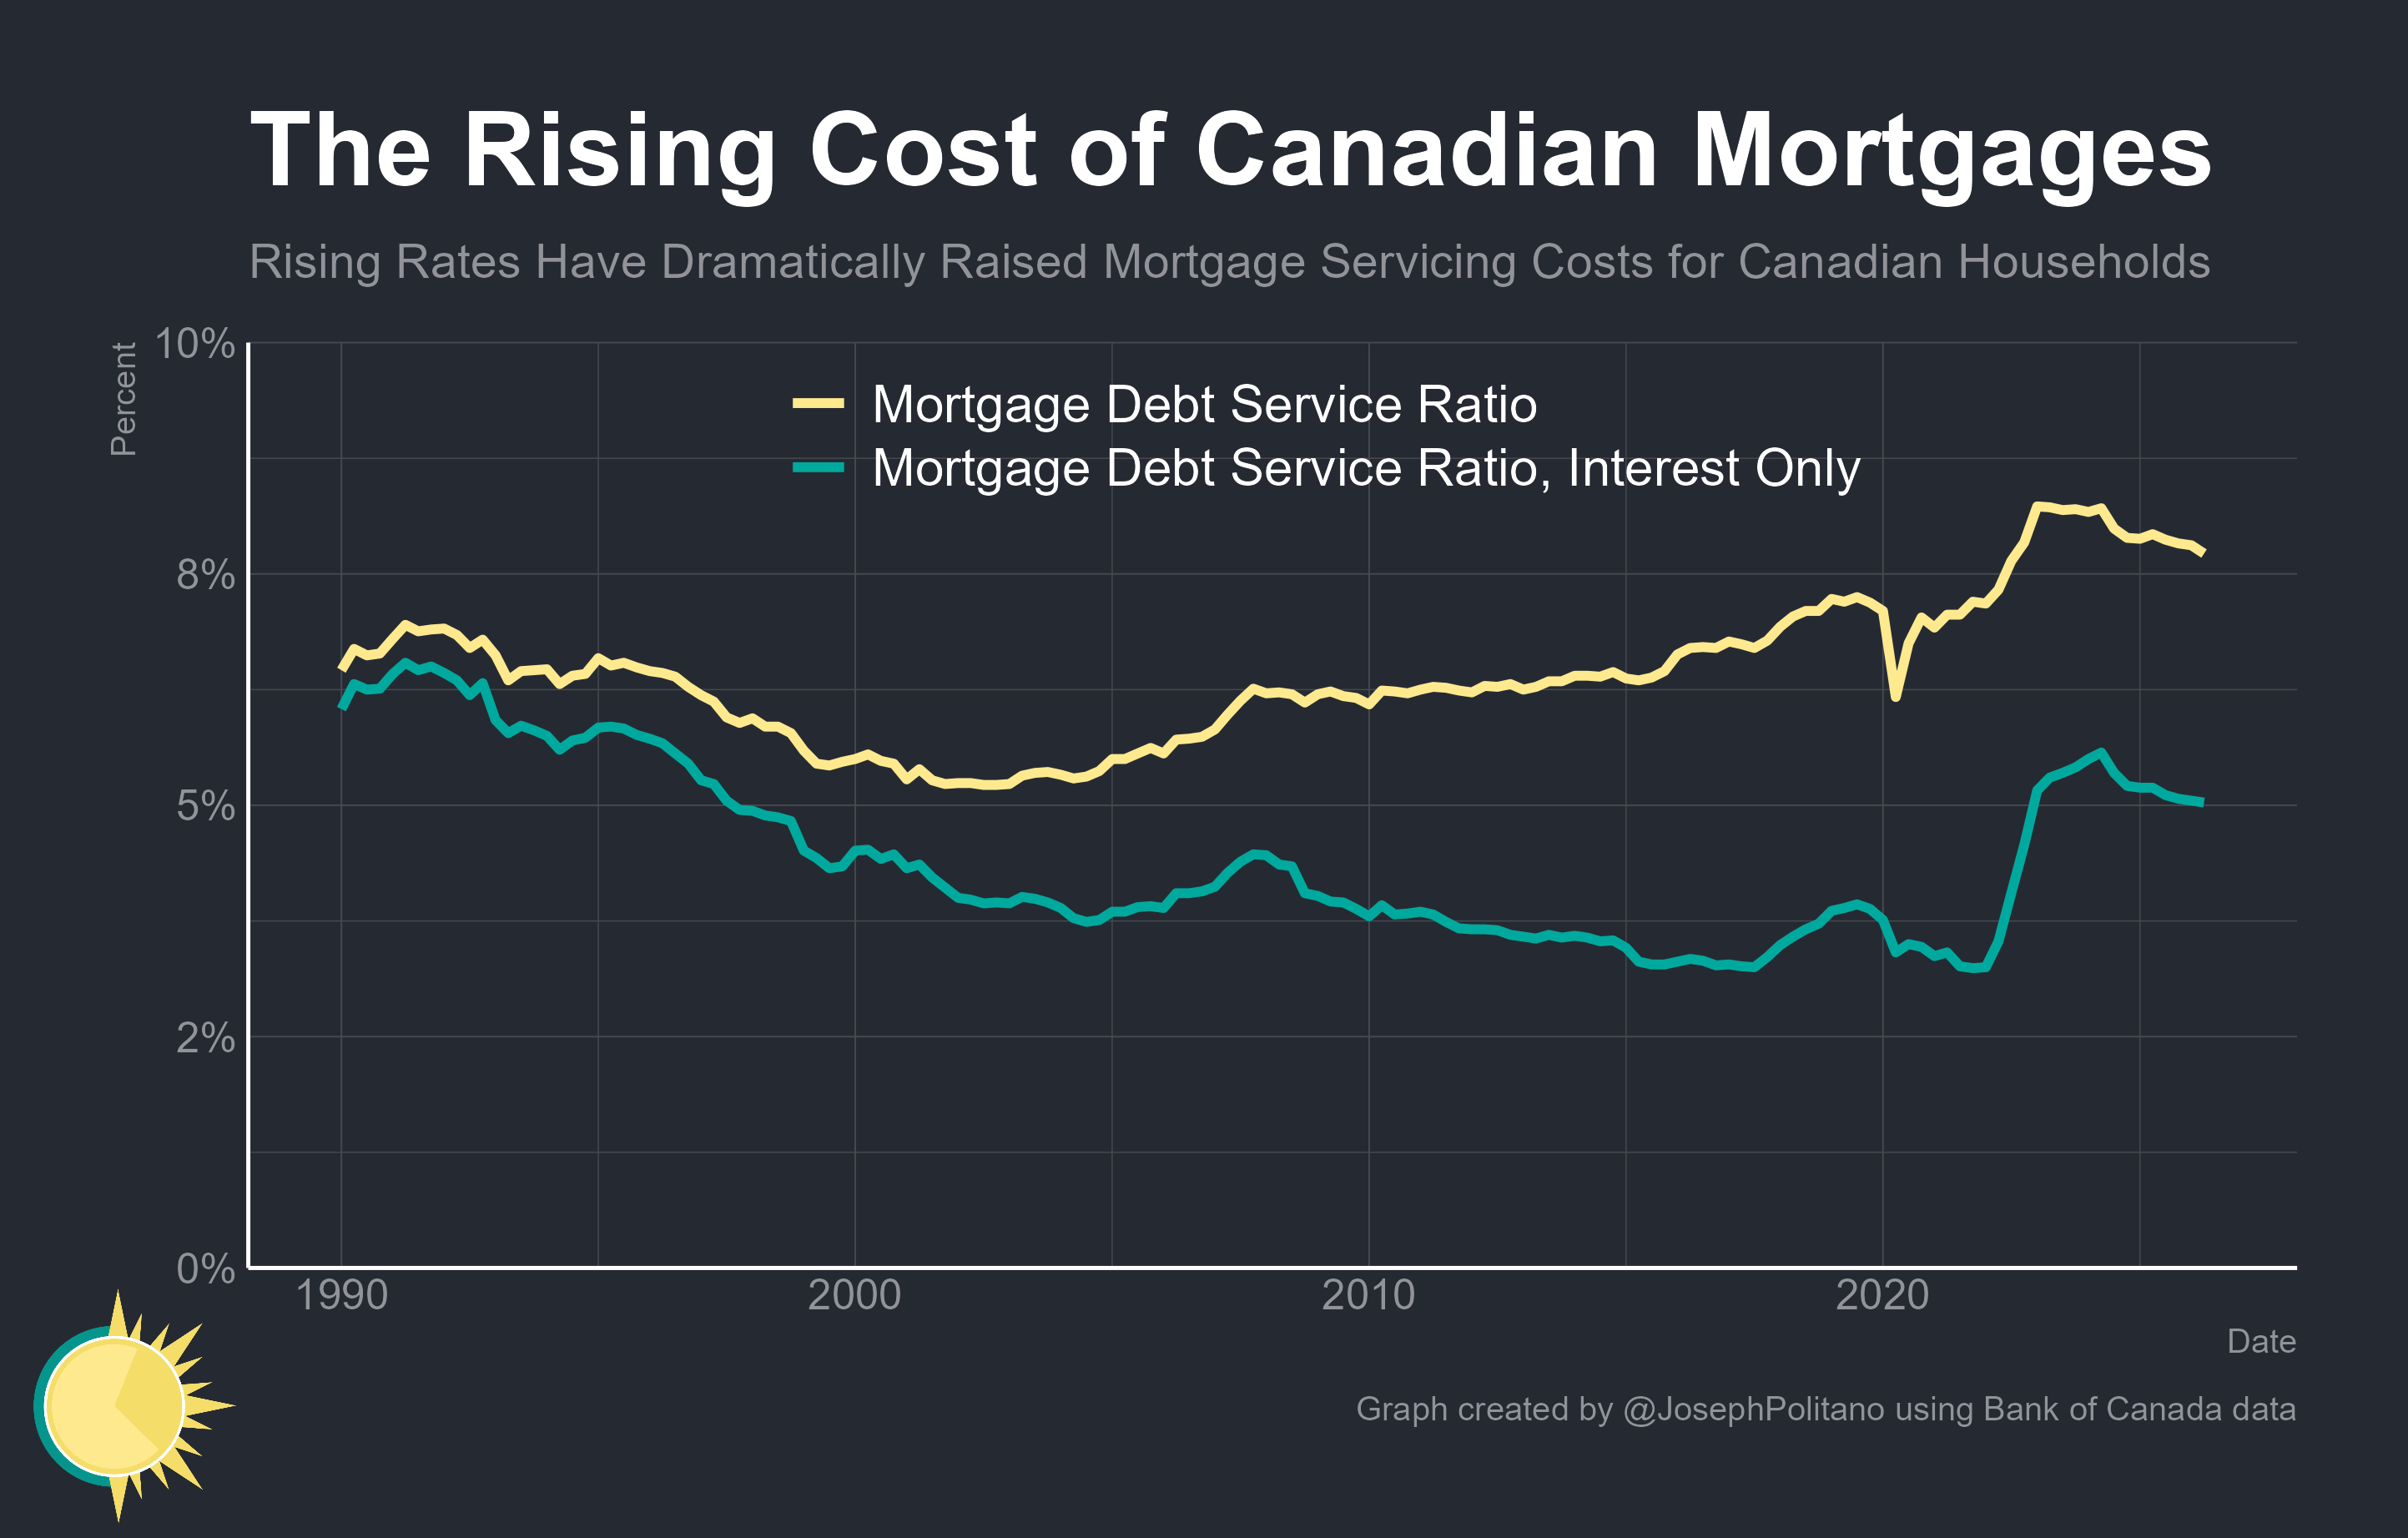 The Rising Cost of Canadian Mortgages
Rising Rates Have Dramatically Raised Mortgage Servicing Costs for Canadian Households
Percent
10%
8%
5%
2%
0%
Mortgage Debt Service Ratio
Mortgage Debt Service Ratio, Interest Only
1990
2000
2010
2020
Date
Graph created by @JosephPolitano using Bank of Canada data